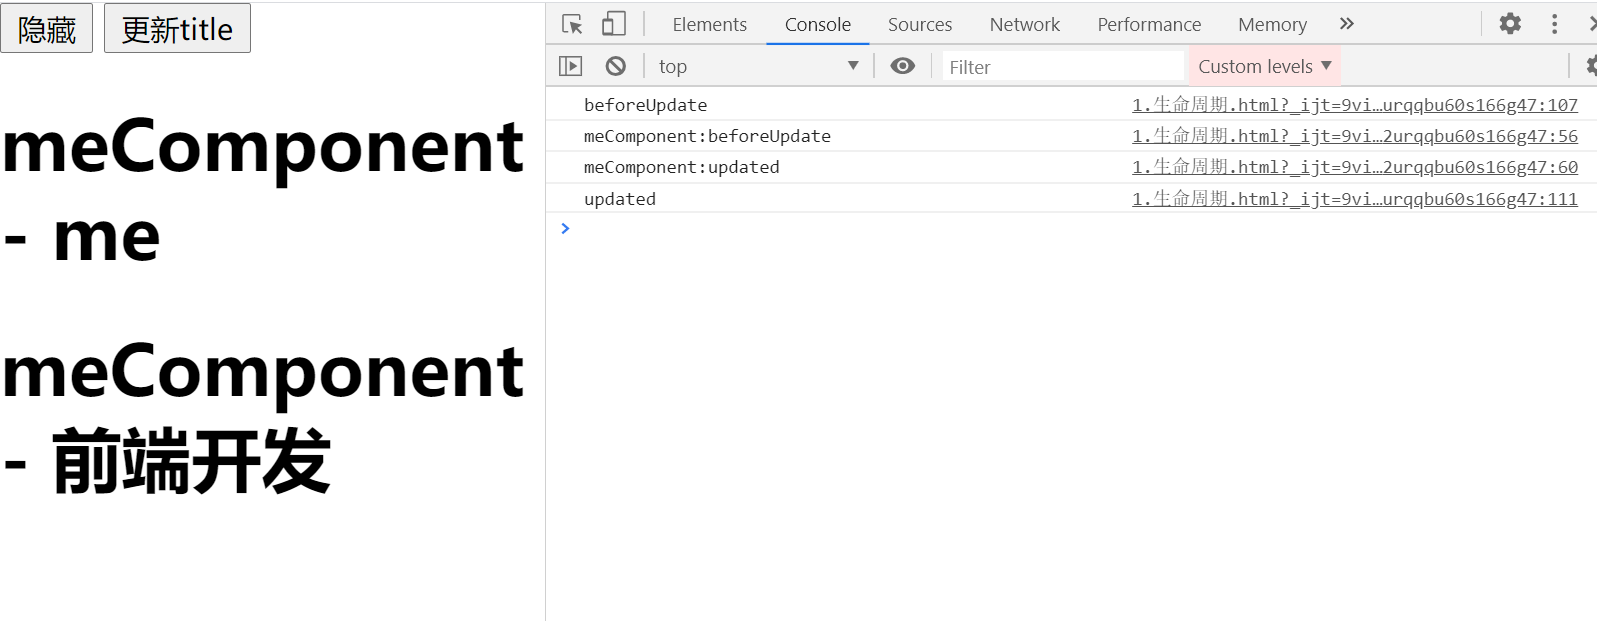 隐藏 更新title
meComponent
- me
meComponent
- 前端开发
Elements Console Sources Network Performance Memory »
top Filter Custom levels
beforeUpdate 1.生命周期.html?_ijt=9vi…urqqbu60s166g47:107
meComponent:beforeUpdate 1.生命周期.html?_ijt=9vi…2urqqbu60s166g47:56
meComponent:updated 1.生命周期.html?_ijt=9vi…2urqqbu60s166g47:60
updated 1.生命周期.html?_ijt=9vi…urqqbu60s166g47:111